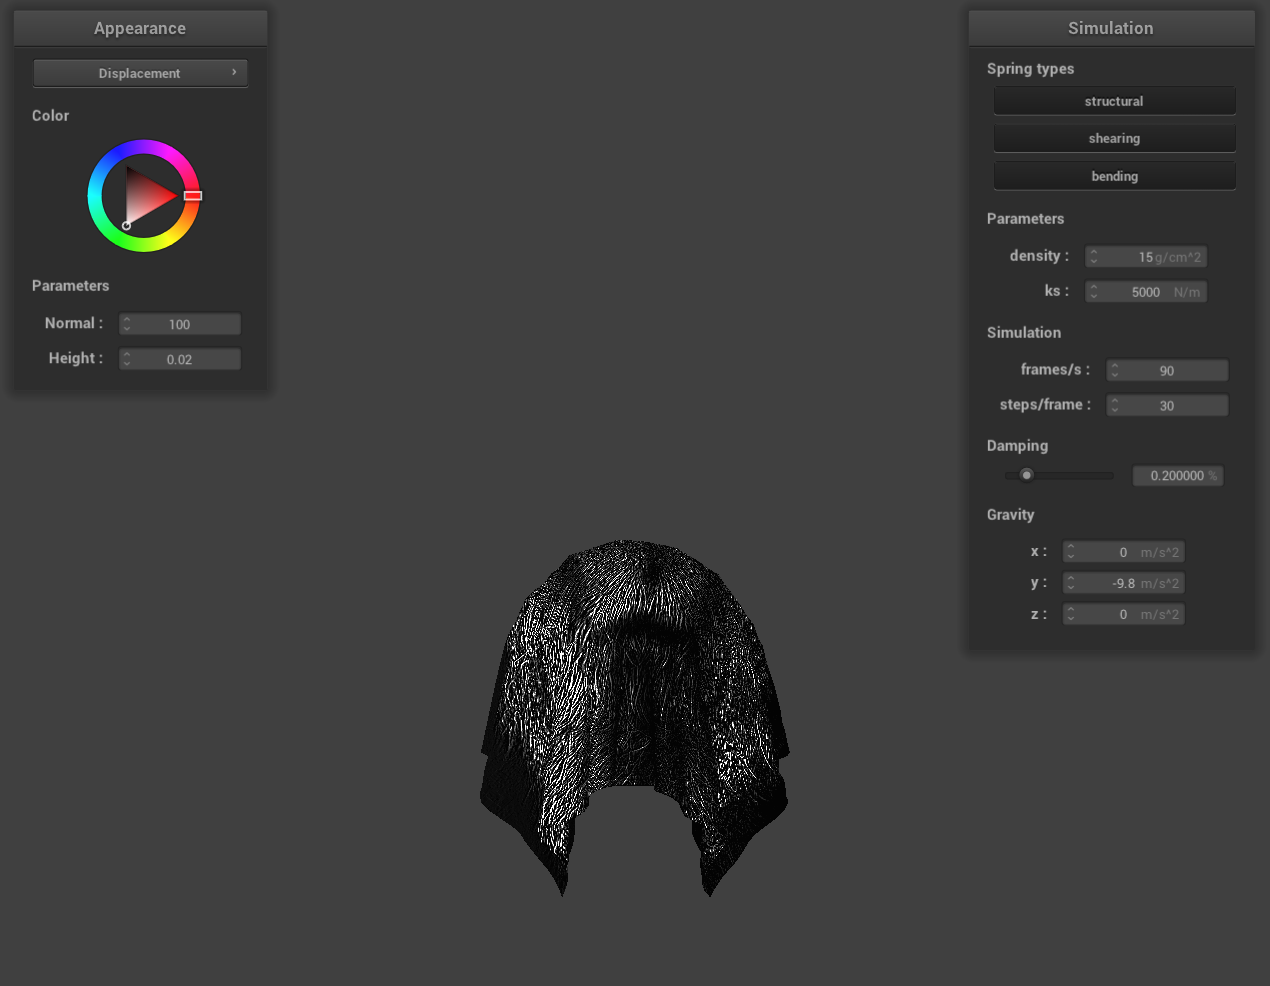 Appearance
Displacement ›
Color
Parameters
Normal : 100
Height : 0.02
Simulation
Spring types
structural
shearing
bending
Parameters
density : 15 g/cm^2
ks : 5000 N/m
Simulation
frames/s : 90
steps/frame : 30
Damping
0.200000 %
Gravity
x : 0 m/s^2
y : -9.8 m/s^2
z : 0 m/s^2